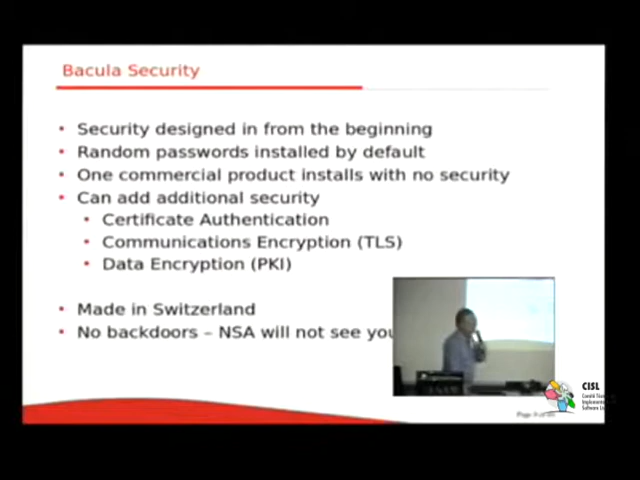 Bacula Security
• Security designed in from the beginning
• Random passwords installed by default
• One commercial product installs with no security
• Can add additional security
• Certificate Authentication
• Communications Encryption (TLS)
• Data Encryption (PKI)
• Made in Switzerland
• No backdoors – NSA will not see you
CISL
Software
Page